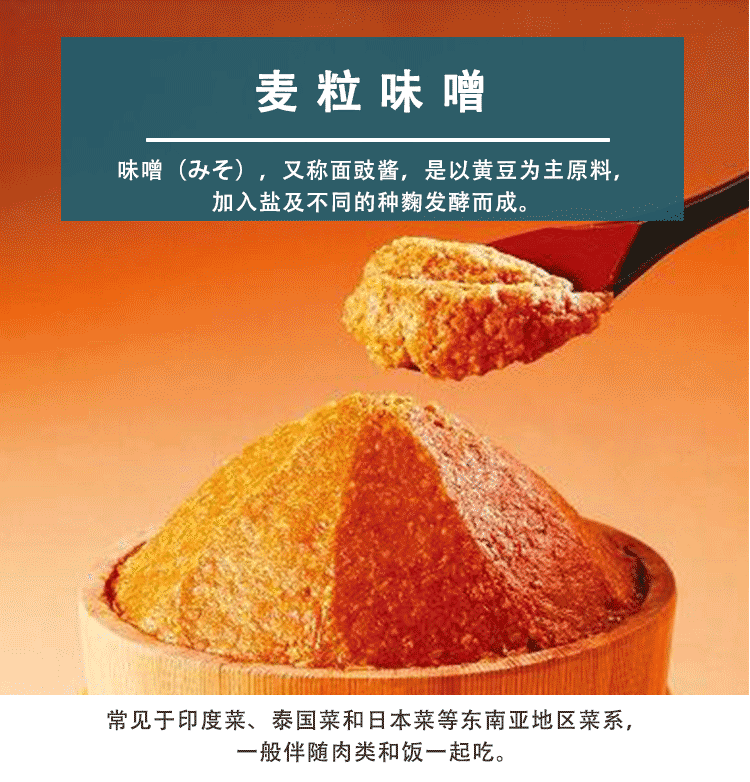 麦粒味噌
味噌（みそ），又称面豉酱，是以黄豆为主原料，
加入盐及不同的种麴发酵而成。
常见于印度菜、泰国菜和日本菜等东南亚地区菜系，
一般伴随肉类和饭一起吃。